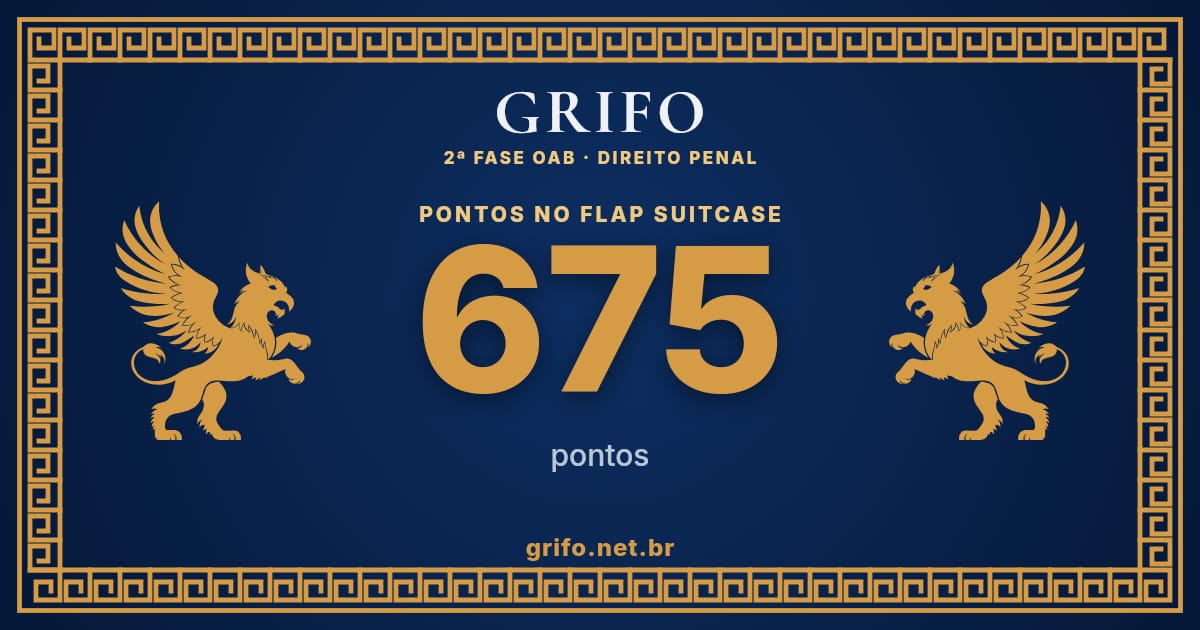 GRIFO
2ª FASE OAB · DIREITO PENAL
PONTOS NO FLAP SUITCASE
675
pontos
grifo.net.br